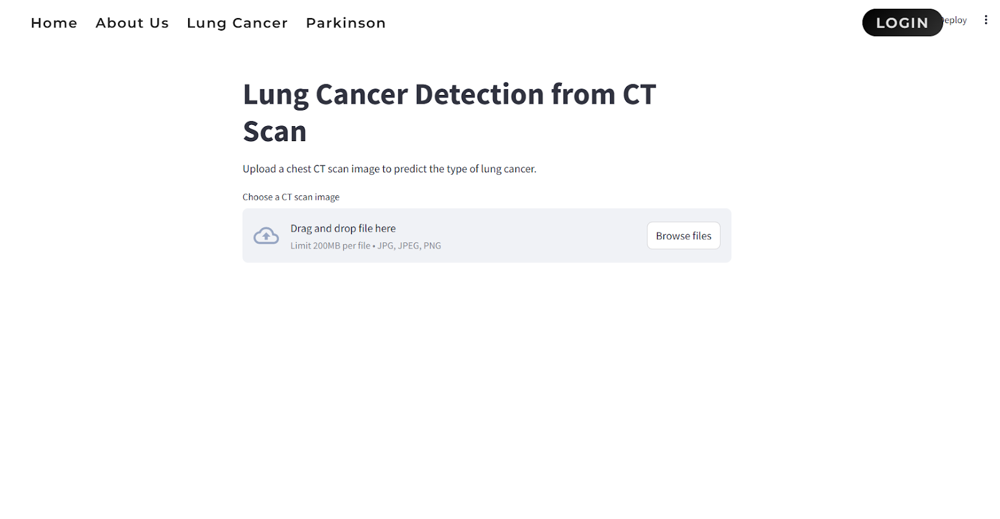 Home About Us Lung Cancer Parkinson LOGIN eploy
Lung Cancer Detection from CT
Scan
Upload a chest CT scan image to predict the type of lung cancer.
Choose a CT scan image
Drag and drop file here
Limit 200MB per file • JPG, JPEG, PNG
Browse files